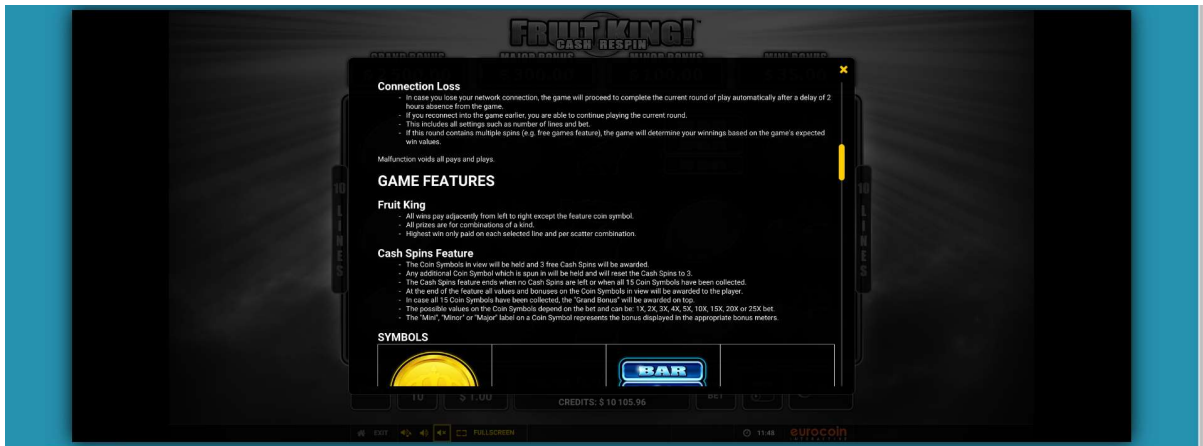 FRUIT KING!
CASH RESPIN
GRAND BONUS MAJOR BONUS MINOR BONUS MINI BONUS
Connection Loss
- In case you lose your network connection, the game will proceed to complete the current round of play automatically after a delay of 2
hours absence from the game.
- If you reconnect into the game earlier, you are able to continue playing the current round.
- This includes all settings such as number of lines and bet.
- If this round contains multiple spins (e.g. free games feature), the game will determine your winnings based on the game's expected
win values.
Malfunction voids all pays and plays.
GAME FEATURES
Fruit King
- All wins pay adjacently from left to right except the feature coin symbol.
- All prizes are for combinations of a kind.
- Highest win only paid on each selected line and per scatter combination.
Cash Spins Feature
- The Coin Symbols in view will be held and 3 free Cash Spins will be awarded.
- Any additional Coin Symbol which is spun in will be held and will reset the Cash Spins to 3.
- The Cash Spins feature ends when no Cash Spins are left or when all 15 Coin Symbols have been collected.
- At the end of the feature all values and bonuses on the Coin Symbols in view will be awarded to the player.
- In case all 15 Coin Symbols have been collected, the "Grand Bonus" will be awarded on top.
- The possible values on the Coin Symbols depend on the bet and can be: 1X, 2X, 3X, 4X, 5X, 10X, 15X, 20X or 25X bet.
- The "Mini", "Minor" or "Major" label on a Coin Symbol represents the bonus displayed in the appropriate bonus meters.
SYMBOLS
BAR
10 LINES
10 LINES
10 $ 1.00 CREDITS: $ 10 105.96 BET
EXIT FULLSCREEN 11:48 eurocoin
INTERACTIVE